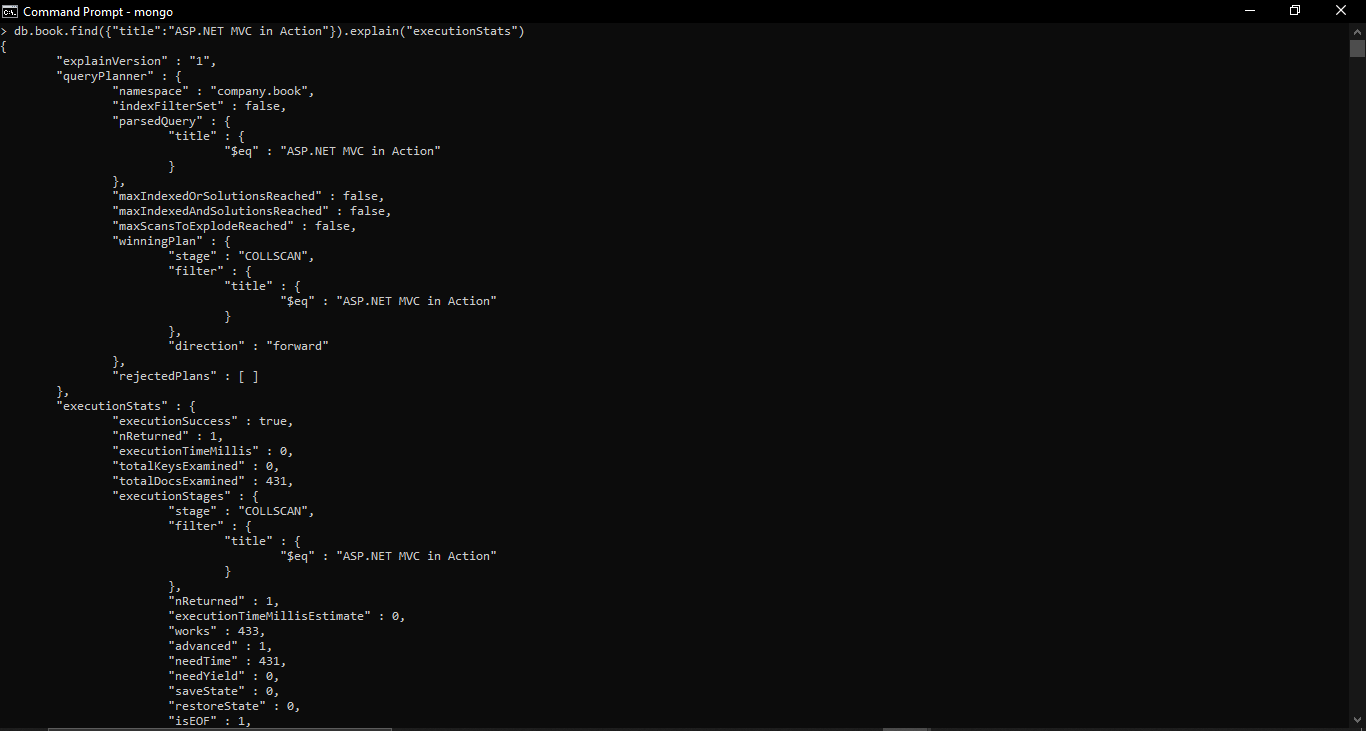 Command Prompt - mongo
> db.book.find({"title":"ASP.NET MVC in Action"}).explain("executionStats")
{
        "explainVersion" : "1",
        "queryPlanner" : {
                "namespace" : "company.book",
                "indexFilterSet" : false,
                "parsedQuery" : {
                        "title" : {
                                "$eq" : "ASP.NET MVC in Action"
                        }
                },
                "maxIndexedOrSolutionsReached" : false,
                "maxIndexedAndSolutionsReached" : false,
                "maxScansToExplodeReached" : false,
                "winningPlan" : {
                        "stage" : "COLLSCAN",
                        "filter" : {
                                "title" : {
                                        "$eq" : "ASP.NET MVC in Action"
                                }
                        },
                        "direction" : "forward"
                },
                "rejectedPlans" : [ ]
        },
        "executionStats" : {
                "executionSuccess" : true,
                "nReturned" : 1,
                "executionTimeMillis" : 0,
                "totalKeysExamined" : 0,
                "totalDocsExamined" : 431,
                "executionStages" : {
                        "stage" : "COLLSCAN",
                        "filter" : {
                                "title" : {
                                        "$eq" : "ASP.NET MVC in Action"
                                }
                        },
                        "nReturned" : 1,
                        "executionTimeMillisEstimate" : 0,
                        "works" : 433,
                        "advanced" : 1,
                        "needTime" : 431,
                        "needYield" : 0,
                        "saveState" : 0,
                        "restoreState" : 0,
                        "isEOF" : 1,